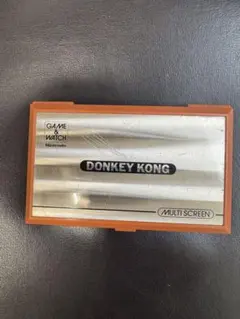 GAME
&
WATCH
Nintendo
DONKEY KONG
MULTI SCREEN